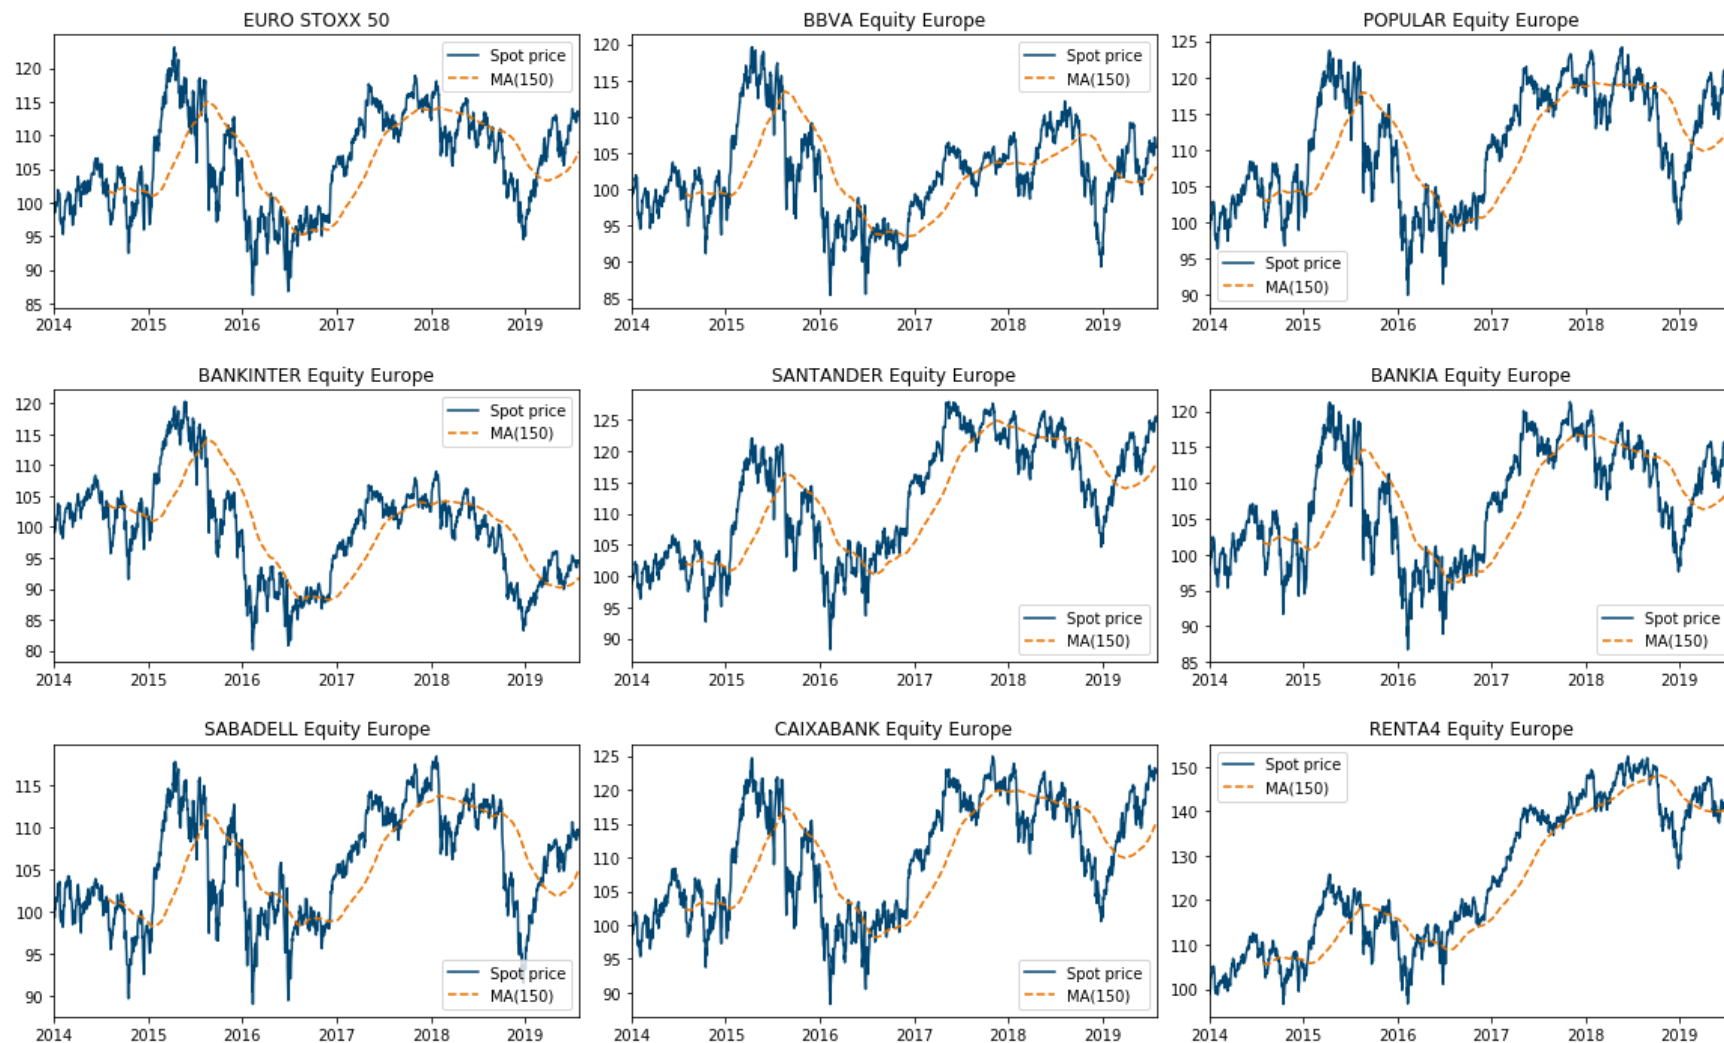 EURO STOXX 50
120
115
110
105
100
95
90
85
2014 2015 2016 2017 2018 2019
Spot price
MA(150)
BBVA Equity Europe
120
115
110
105
100
95
90
85
2014 2015 2016 2017 2018 2019
Spot price
MA(150)
POPULAR Equity Europe
125
120
115
110
105
100
95
90
2014 2015 2016 2017 2018 2019
Spot price
MA(150)
BANKINTER Equity Europe
120
115
110
105
100
95
90
85
80
2014 2015 2016 2017 2018 2019
Spot price
MA(150)
SANTANDER Equity Europe
125
120
115
110
105
100
95
90
2014 2015 2016 2017 2018 2019
Spot price
MA(150)
BANKIA Equity Europe
120
115
110
105
100
95
90
85
2014 2015 2016 2017 2018 2019
Spot price
MA(150)
SABADELL Equity Europe
115
110
105
100
95
90
2014 2015 2016 2017 2018 2019
Spot price
MA(150)
CAIXABANK Equity Europe
125
120
115
110
105
100
95
90
2014 2015 2016 2017 2018 2019
Spot price
MA(150)
RENTA4 Equity Europe
150
140
130
120
110
100
2014 2015 2016 2017 2018 2019
Spot price
MA(150)